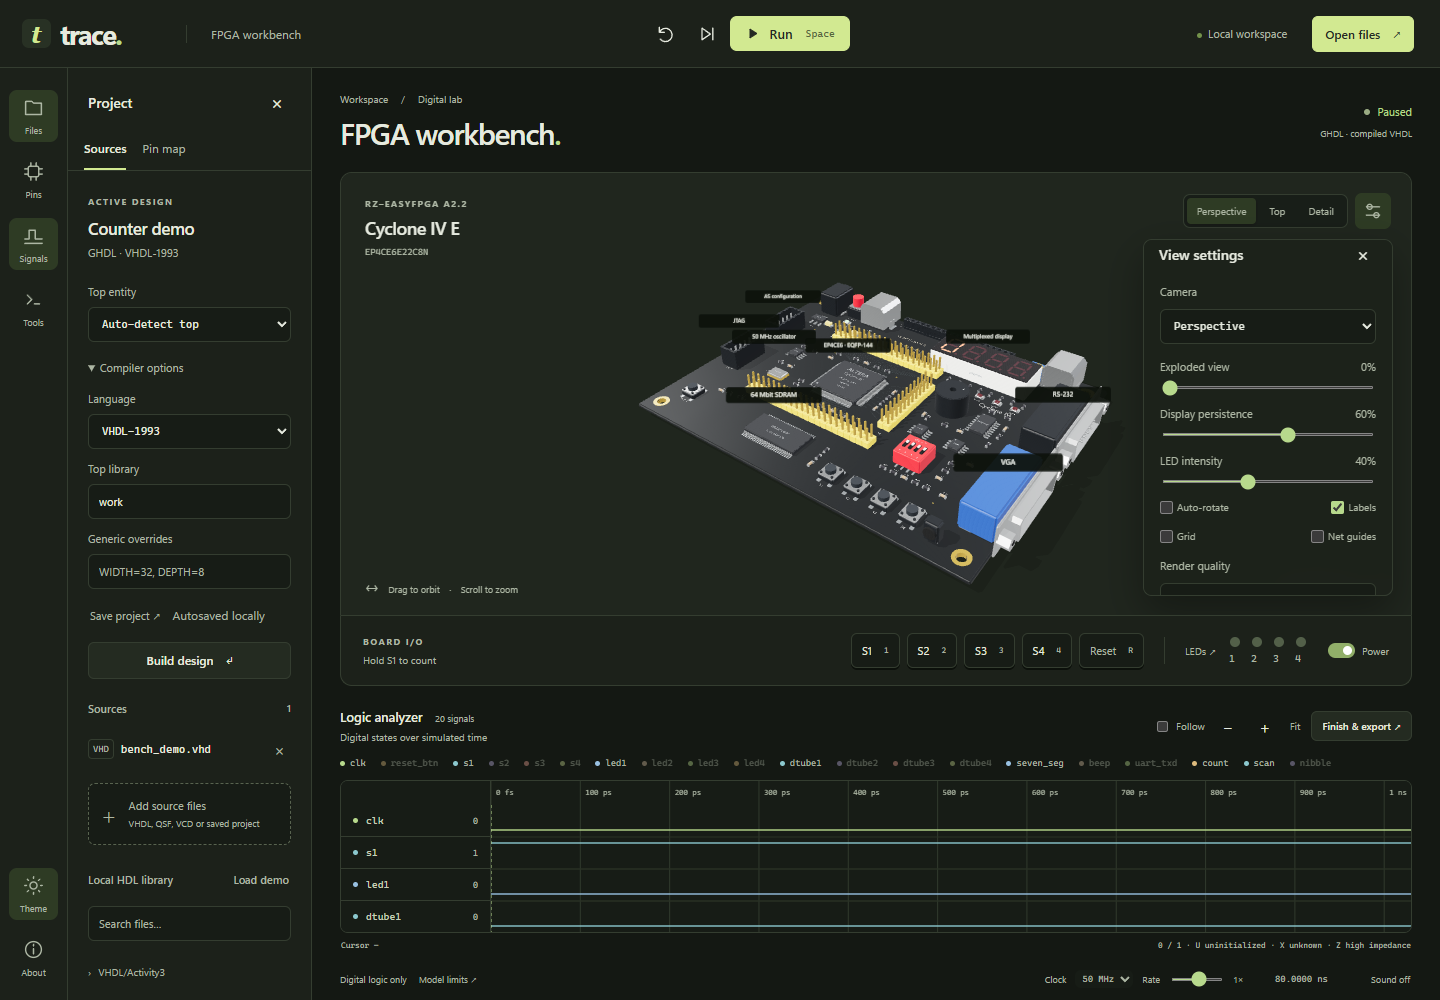 t trace.
FPGA workbench
Run Space
Local workspace
Open files ↗
Files
Pins
Signals
Tools
Theme
About
Project
Sources Pin map
ACTIVE DESIGN
Counter demo
GHDL · VHDL-1993
Top entity
Auto-detect top
▼ Compiler options
Language
VHDL-1993
Top library
work
Generic overrides
WIDTH=32, DEPTH=8
Save project ↗ Autosaved locally
Build design ↵
Sources 1
VHD bench_demo.vhd ×
+ Add source files
VHDL, QSF, VCD or saved project
Local HDL library Load demo
Search files...
› VHDL/Activity3
Workspace / Digital lab
FPGA workbench.
Paused
GHDL · compiled VHDL
RZ-EASYFPGA A2.2
Cyclone IV E
EP4CE6E22C8N
Perspective Top Detail
AS configuration
JTAG
50 MHz oscillator
EP4CE6 · EQFP-144
Multiplexed display
64 Mbit SDRAM
RS-232
VGA
ALTERA
View settings
Camera
Perspective
Exploded view 0%
Display persistence 60%
LED intensity 40%
Auto-rotate Labels
Grid Net guides
Render quality
Drag to orbit · Scroll to zoom
BOARD I/O
Hold S1 to count
S1 1 S2 2 S3 3 S4 4 Reset R
LEDs ↗ 1 2 3 4
Power
Logic analyzer 20 signals
Digital states over simulated time
Follow − + Fit Finish & export ↗
clk reset_btn s1 s2 s3 s4 led1 led2 led3 led4 dtube1 dtube2 dtube3 dtube4 seven_seg beep uart_txd count scan nibble
0 fs 100 ps 200 ps 300 ps 400 ps 500 ps 600 ps 700 ps 800 ps 900 ps 1 ns
clk 0
s1 1
led1 0
dtube1 0
Cursor —
0 / 1 · U uninitialized · X unknown · Z high impedance
Digital logic only Model limits ↗
Clock 50 MHz Rate 1× 80.0000 ns Sound off